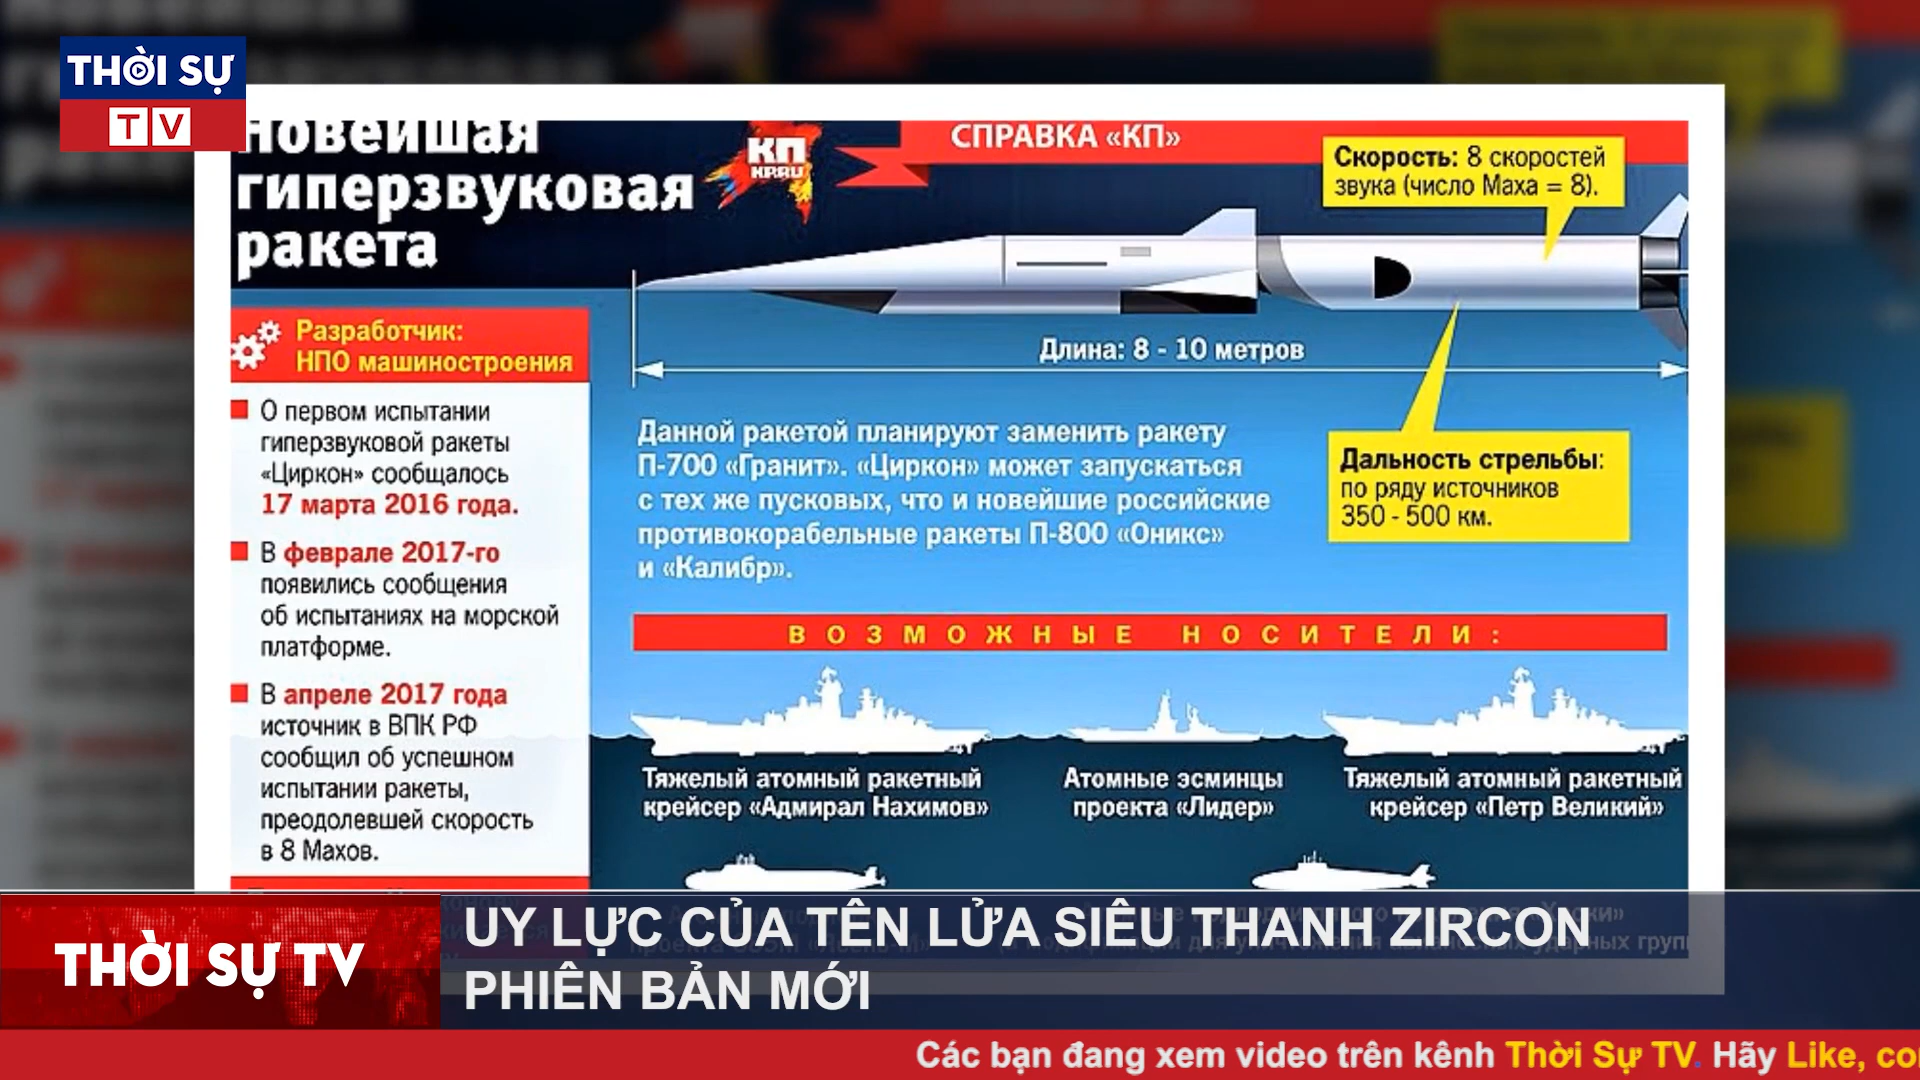 THỜI SỰ
TV
новейшая
гиперзвуковая
ракета
КП
KP.RU
СПРАВКА «КП»
Скорость: 8 скоростей
звука (число Маха = 8).
Разработчик:
НПО машиностроения
О первом испытании
гиперзвуковой ракеты
«Циркон» сообщалось
17 марта 2016 года.
В феврале 2017-го
появились сообщения
об испытаниях на морской
платформе.
В апреле 2017 года
источник в ВПК РФ
сообщил об успешном
испытании ракеты,
преодолевшей скорость
в 8 Махов.
Длина: 8 - 10 метров
Данной ракетой планируют заменить ракету
П-700 «Гранит». «Циркон» может запускаться
с тех же пусковых, что и новейшие российские
противокорабельные ракеты П-800 «Оникс»
и «Калибр».
Дальность стрельбы:
по ряду источников
350 - 500 км.
ВОЗМОЖНЫЕ НОСИТЕЛИ:
Тяжелый атомный ракетный
крейсер «Адмирал Нахимов»
Атомные эсминцы
проекта «Лидер»
Тяжелый атомный ракетный
крейсер «Петр Великий»
THỜI SỰ TV
UY LỰC CỦA TÊN LỬA SIÊU THANH ZIRCON
PHIÊN BẢN MỚI
Các bạn đang xem video trên kênh Thời Sự TV. Hãy Like, co